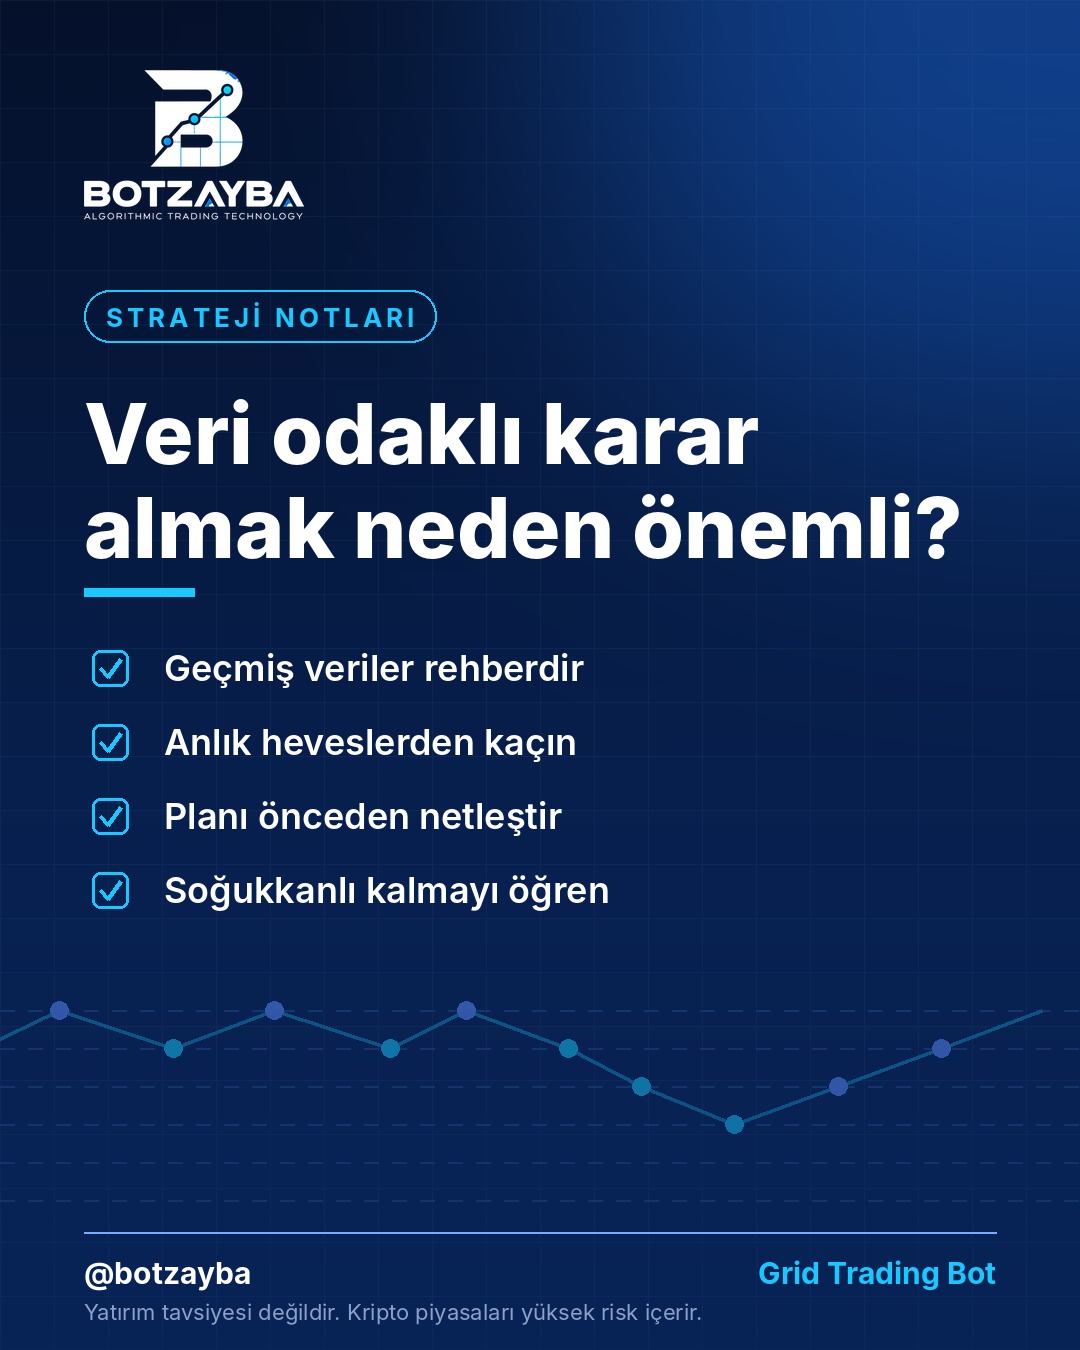 BOTZAYBA
ALGORITHMIC TRADING TECHNOLOGY
STRATEJİ NOTLARI
Veri odaklı karar
almak neden önemli?
Geçmiş veriler rehberdir
Anlık heveslerden kaçın
Planı önceden netleştir
Soğukkanlı kalmayı öğren
@botzayba
Grid Trading Bot
Yatırım tavsiyesi değildir. Kripto piyasaları yüksek risk içerir.